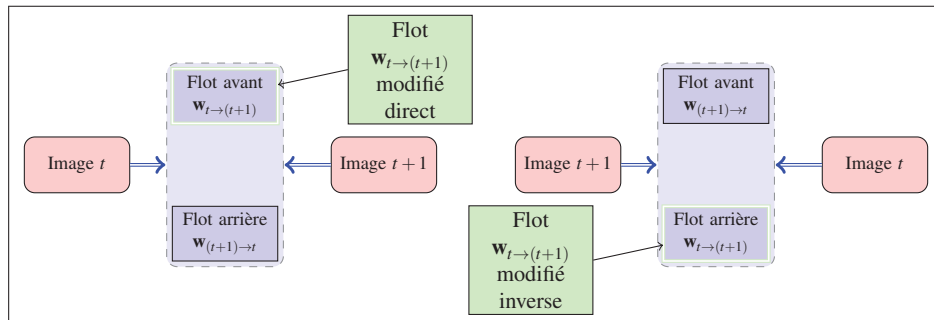 Flot
w_{t→(t+1)}
modifié
direct
Flot avant
w_{t→(t+1)}
Image t
Image t + 1
Flot arrière
w_{(t+1)→t}
Flot avant
w_{(t+1)→t}
Image t + 1
Image t
Flot arrière
w_{t→(t+1)}
Flot
w_{t→(t+1)}
modifié
inverse